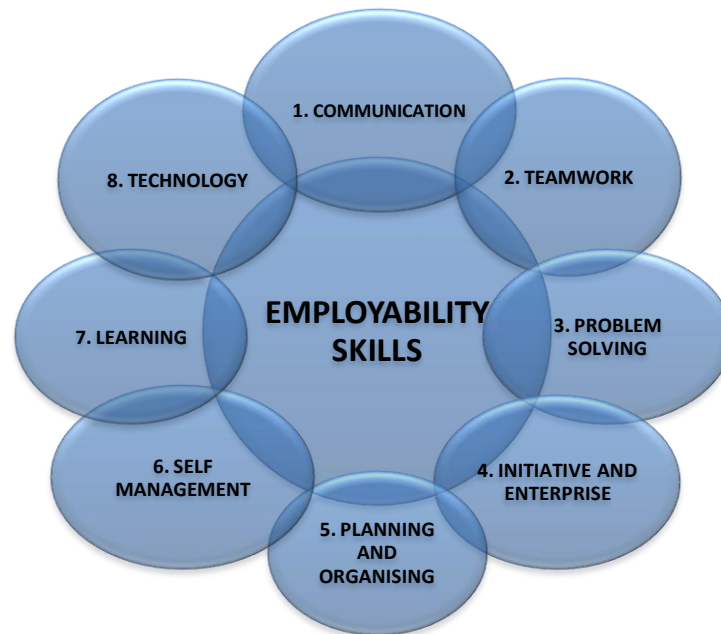 1. COMMUNICATION
2. TEAMWORK
3. PROBLEM
SOLVING
4. INITIATIVE AND
ENTERPRISE
5. PLANNING
AND
ORGANISING
6. SELF
MANAGEMENT
7. LEARNING
8. TECHNOLOGY
EMPLOYABILITY
SKILLS